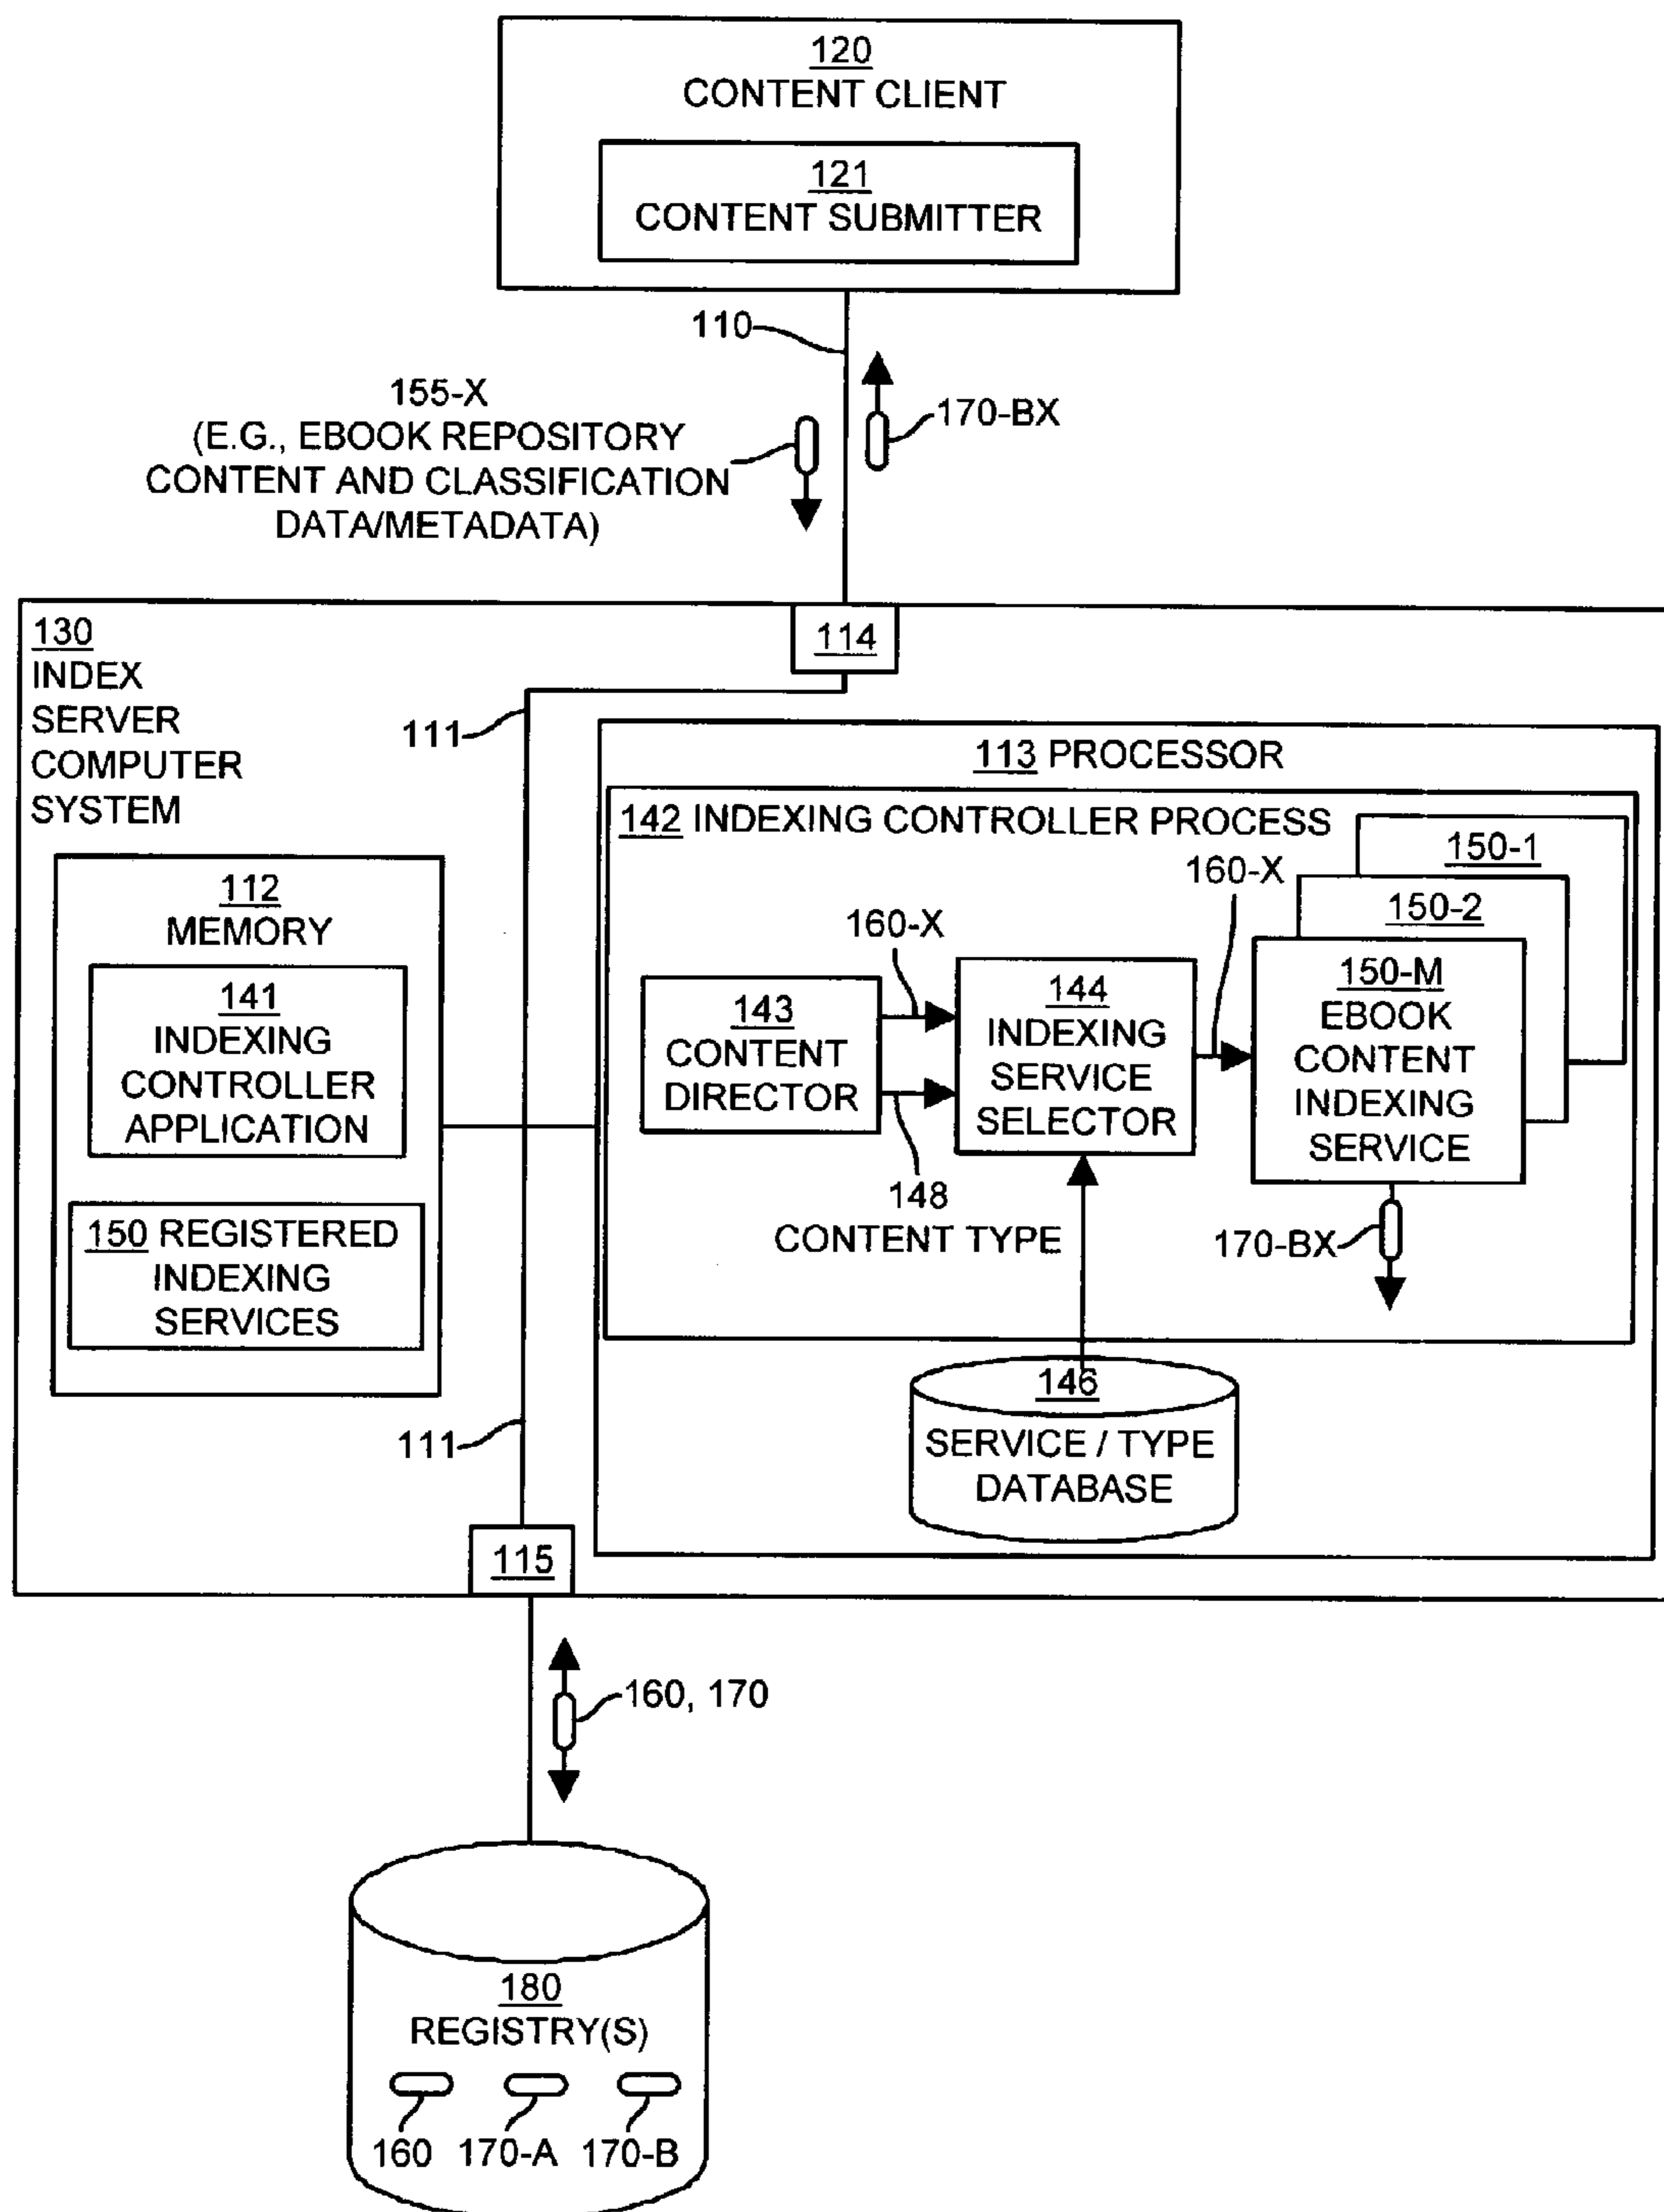 120
CONTENT CLIENT
121
CONTENT SUBMITTER
110
155-X
(E.G., EBOOK REPOSITORY
CONTENT AND CLASSIFICATION
DATA/METADATA)
170-BX
130
INDEX
SERVER
COMPUTER
SYSTEM
114
111
113 PROCESSOR
142 INDEXING CONTROLLER PROCESS
150-1
150-2
160-X
160-X
112
MEMORY
141
INDEXING
CONTROLLER
APPLICATION
150 REGISTERED
INDEXING
SERVICES
143
CONTENT
DIRECTOR
144
INDEXING
SERVICE
SELECTOR
150-M
EBOOK
CONTENT
INDEXING
SERVICE
148
CONTENT TYPE
170-BX
146
SERVICE / TYPE
DATABASE
111
115
160, 170
180
REGISTRY(S)
160
170-A
170-B